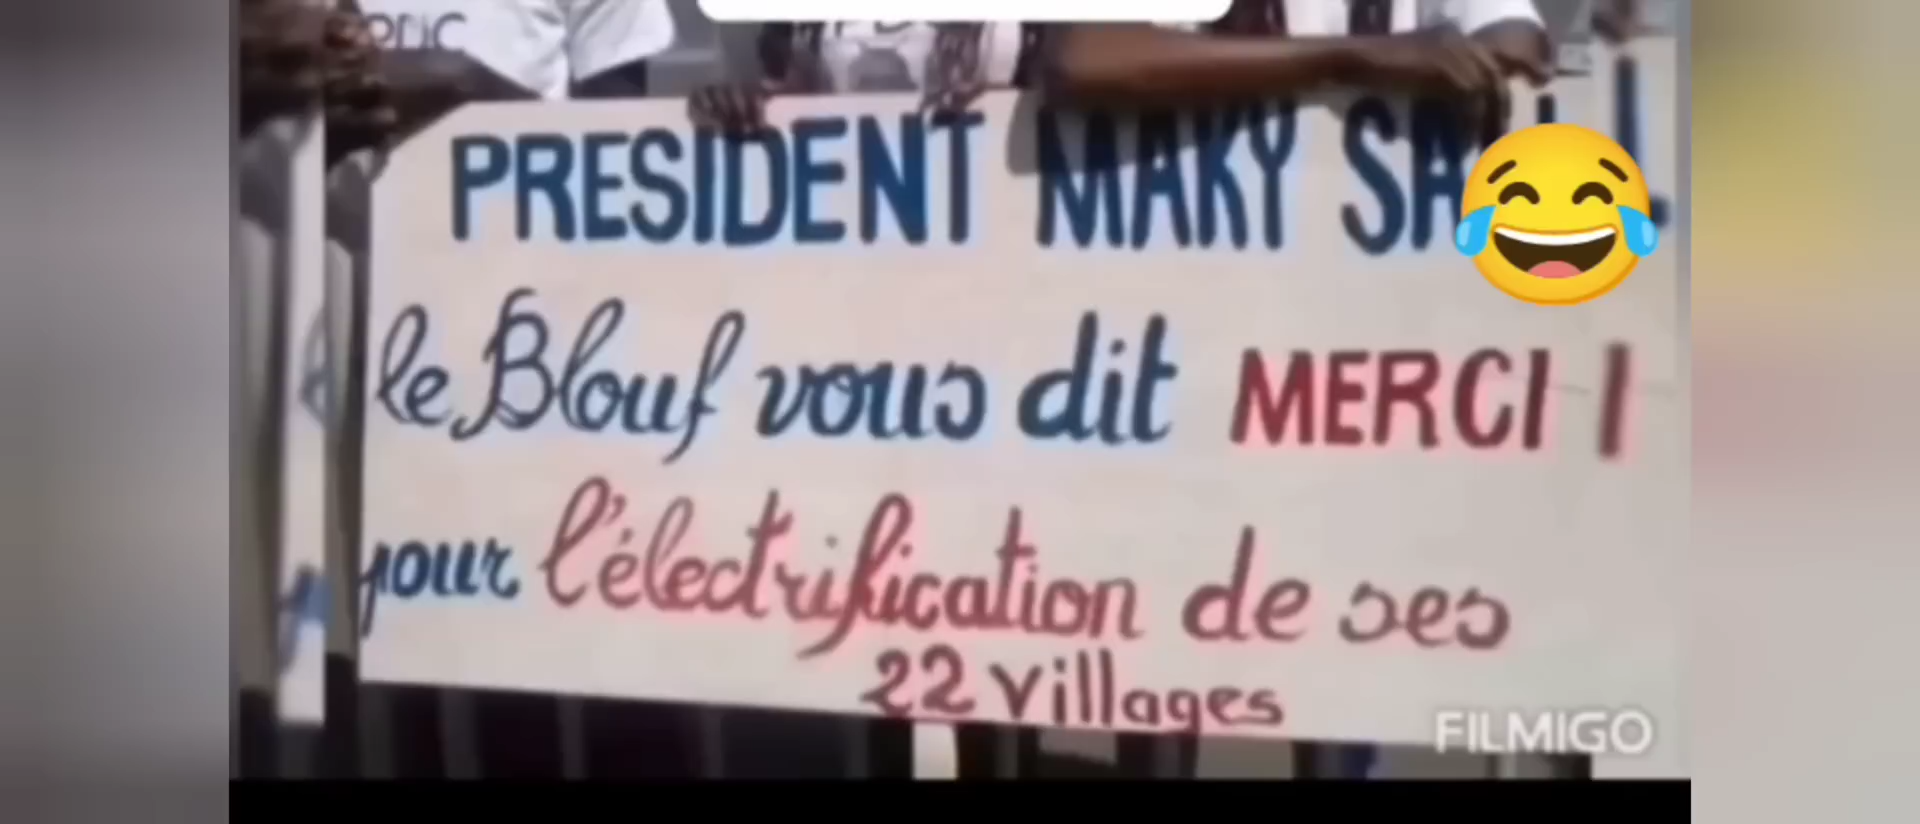 PRESIDENT MAKY
le Blouf vous dit MERCI !
pour l'électrification de ses
22 villages
FILMIGO